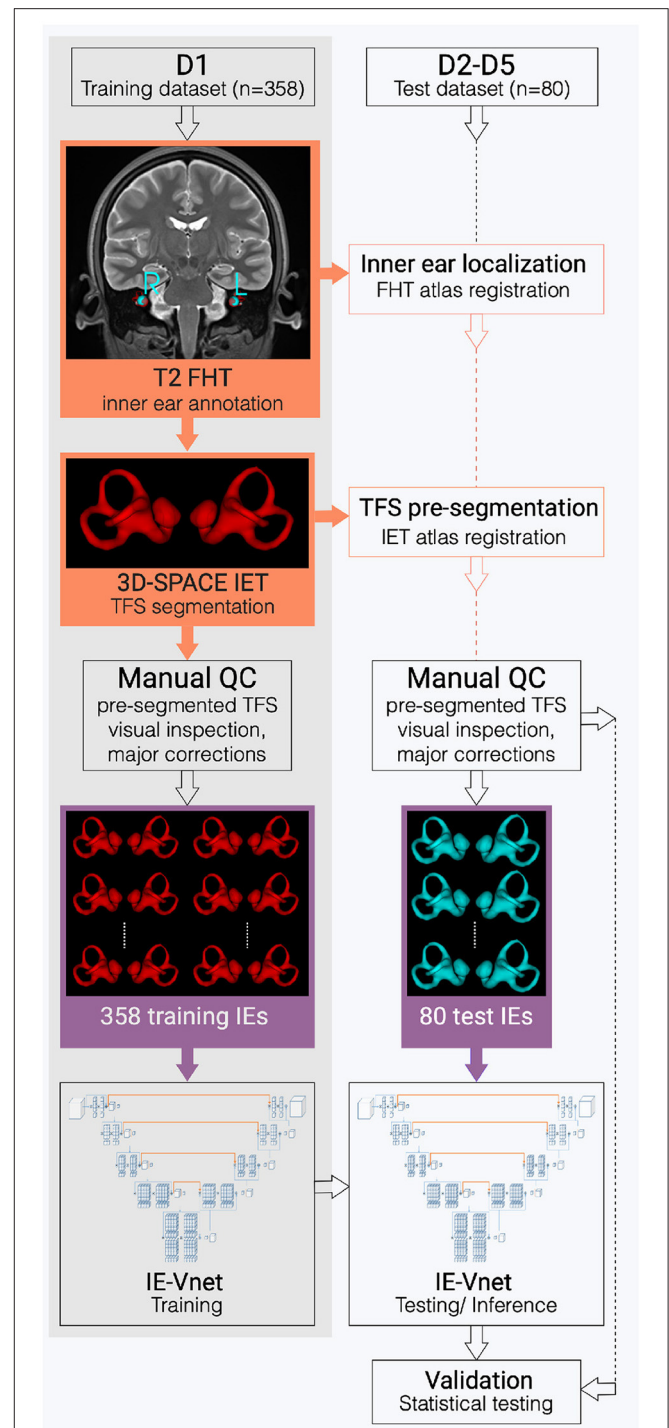 D1
Training dataset (n=358)
D2-D5
Test dataset (n=80)
R
L
T2 FHT
inner ear annotation
Inner ear localization
FHT atlas registration
3D-SPACE IET
TFS segmentation
TFS pre-segmentation
IET atlas registration
Manual QC
pre-segmented TFS
visual inspection,
major corrections
Manual QC
pre-segmented TFS
visual inspection,
major corrections
358 training IEs
80 test IEs
IE-Vnet
Training
IE-Vnet
Testing/ Inference
Validation
Statistical testing